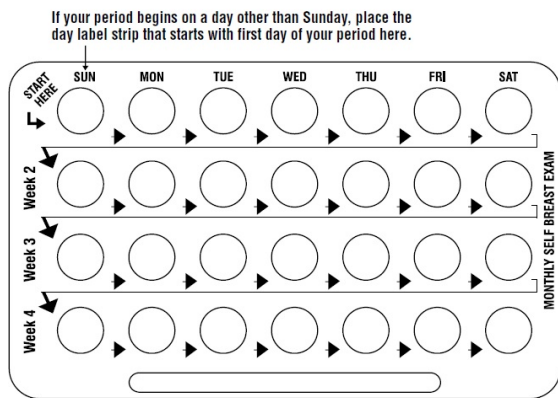 If your period begins on a day other than Sunday, place the
day label strip that starts with first day of your period here.
START
HERE
SUN MON TUE WED THU FRI SAT
Week 2
Week 3
Week 4
MONTHLY SELF BREAST EXAM